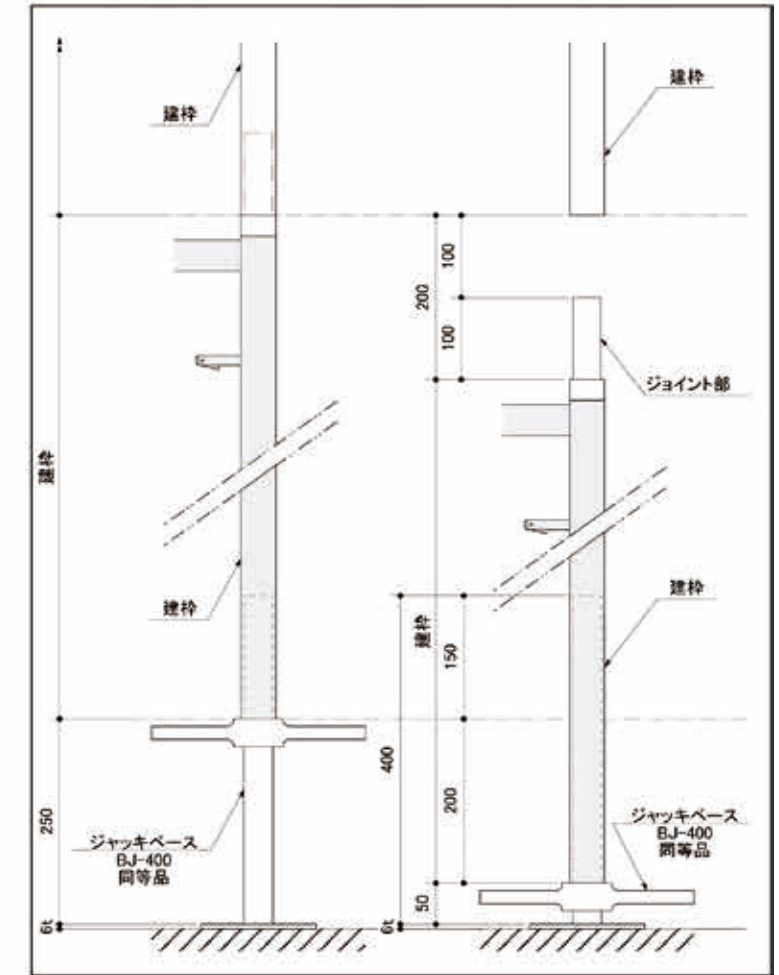 建枠
建枠
建枠
250
6t
ジャッキベース
BJ-400
同等品
建枠
100
200
100
ジョイント部
建枠
建枠
150
400
200
50
6t
ジャッキベース
BJ-400
同等品